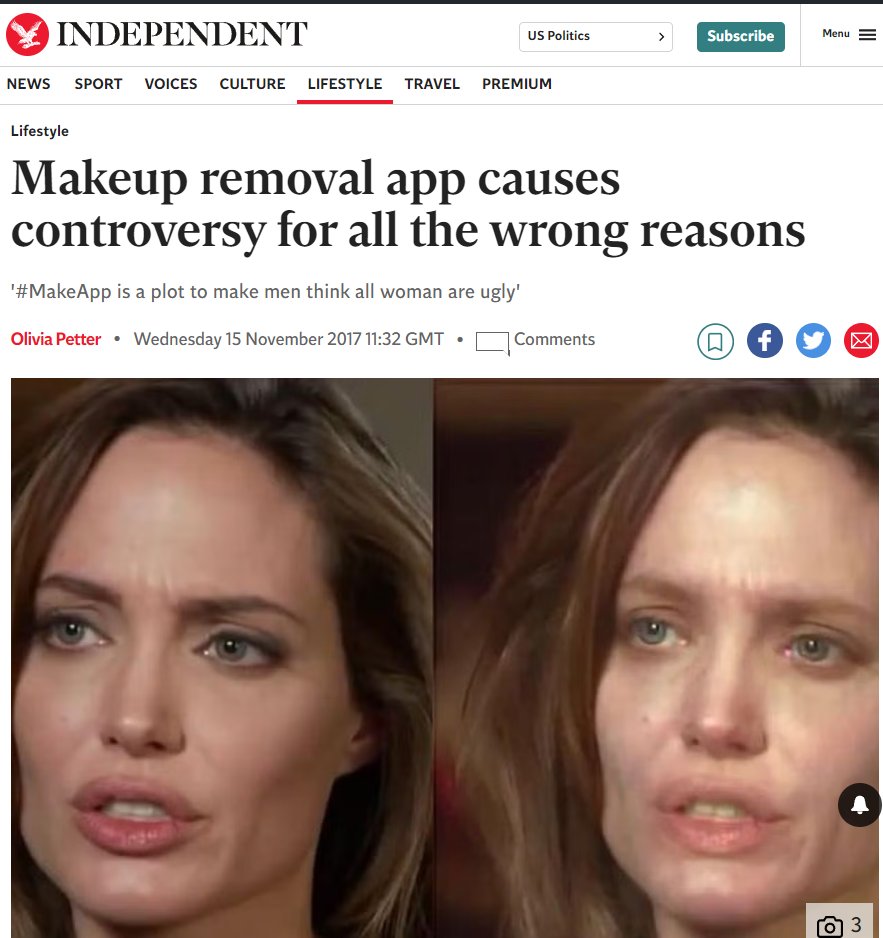 INDEPENDENT
US Politics
Subscribe
Menu
NEWS SPORT VOICES CULTURE LIFESTYLE TRAVEL PREMIUM
Lifestyle
Makeup removal app causes
controversy for all the wrong reasons
'#MakeApp is a plot to make men think all woman are ugly'
Olivia Petter • Wednesday 15 November 2017 11:32 GMT • Comments
3